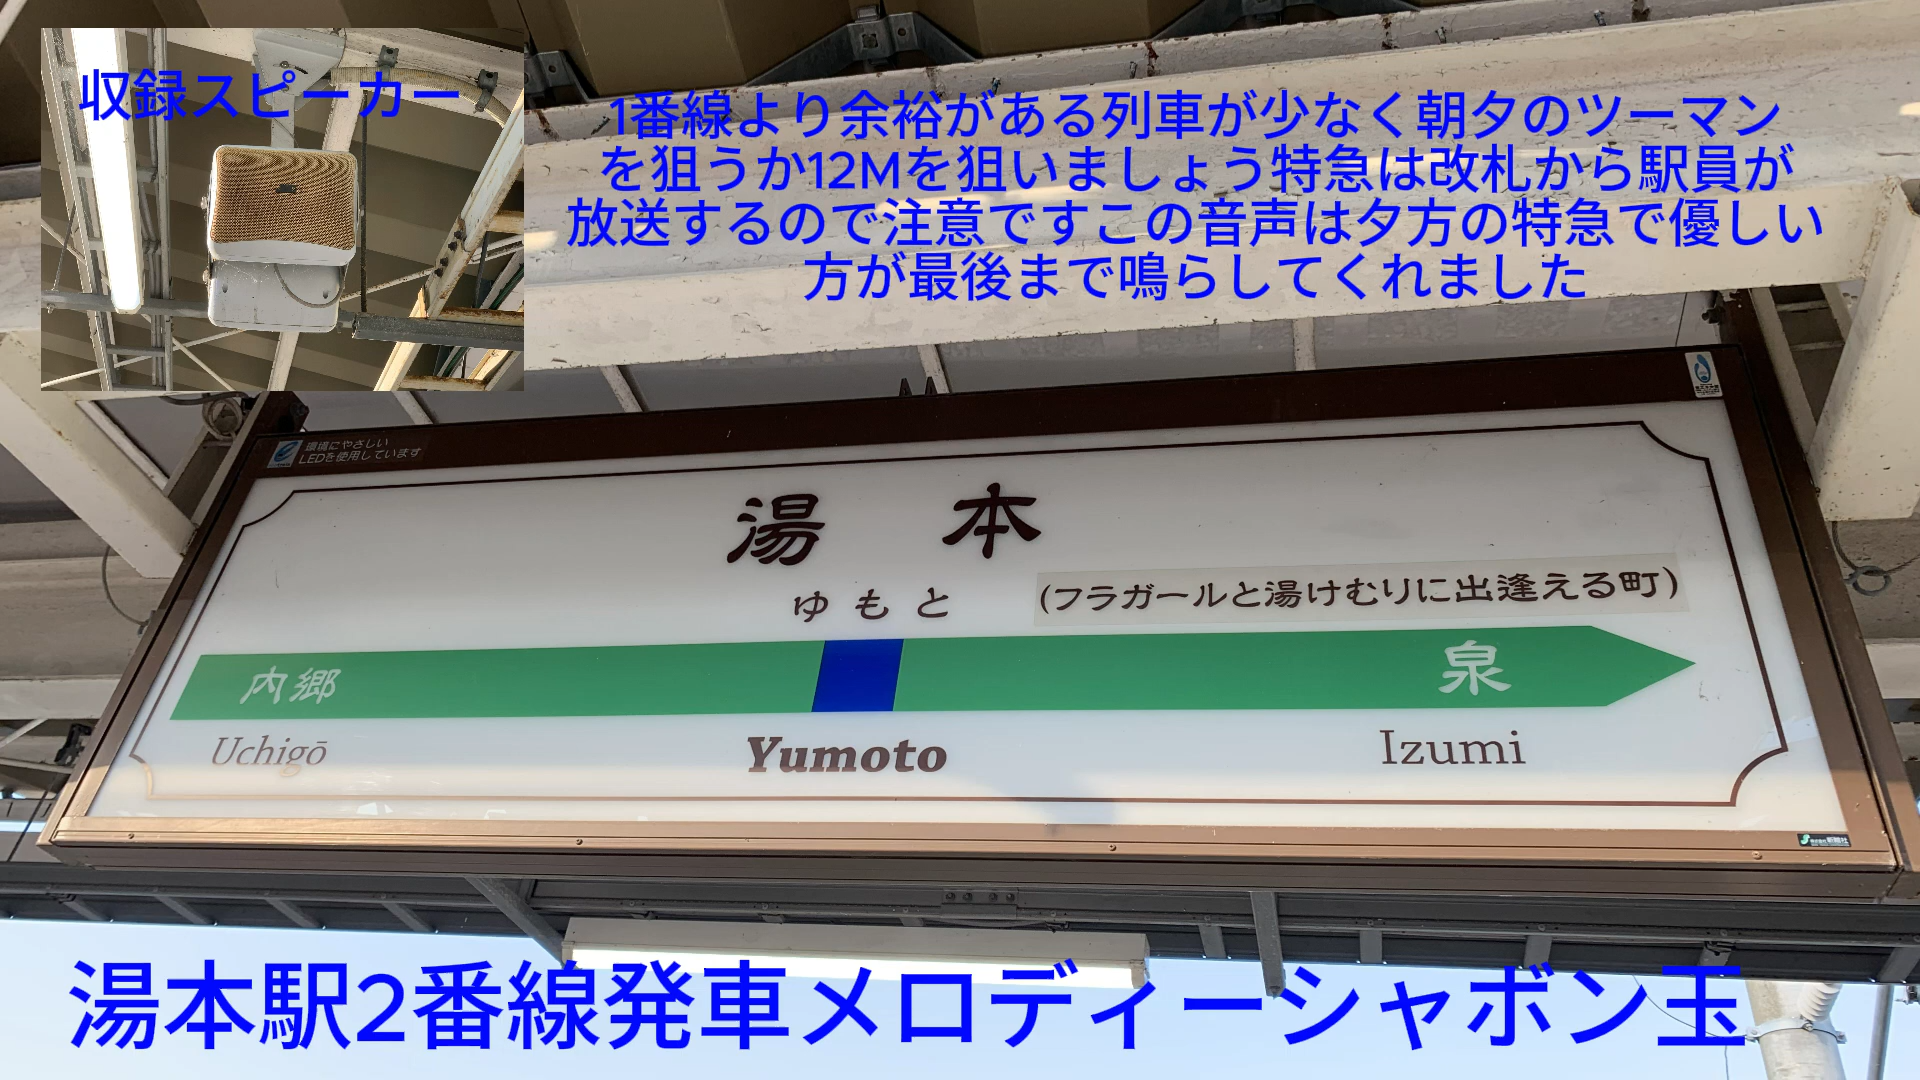 収録スピーカー
1番線より余裕がある列車が少なく朝夕のツーマン
を狙うか12Mを狙いましょう特急は改札から駅員が
放送するので注意ですこの音声は夕方の特急で優しい
方が最後まで鳴らしてくれました
環境にやさしい
LEDを使用しています
湯本
ゆもと
(フラガールと湯けむりに出逢える町)
内郷
泉
Uchigō
Yumoto
Izumi
湯本駅2番線発車メロディーシャボン玉